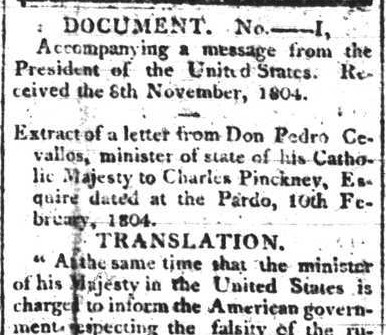 DOCUMENT. No.——I,
Accompanying a message from the
President of the United States. Re-
ceived the 8th November, 1804.
Extract of a letter from Don Pedro Ce-
vallos, minister of state of his Catho-
lic Majesty to Charles Pinckney, Es-
quire dated at the Pardo, 10th Fe-
bruary, 1804.
TRANSLATION.
" At the same time that the minister
of his Majesty in the United States is
charged to inform the American govern-
ment respecting the falsity of the ru